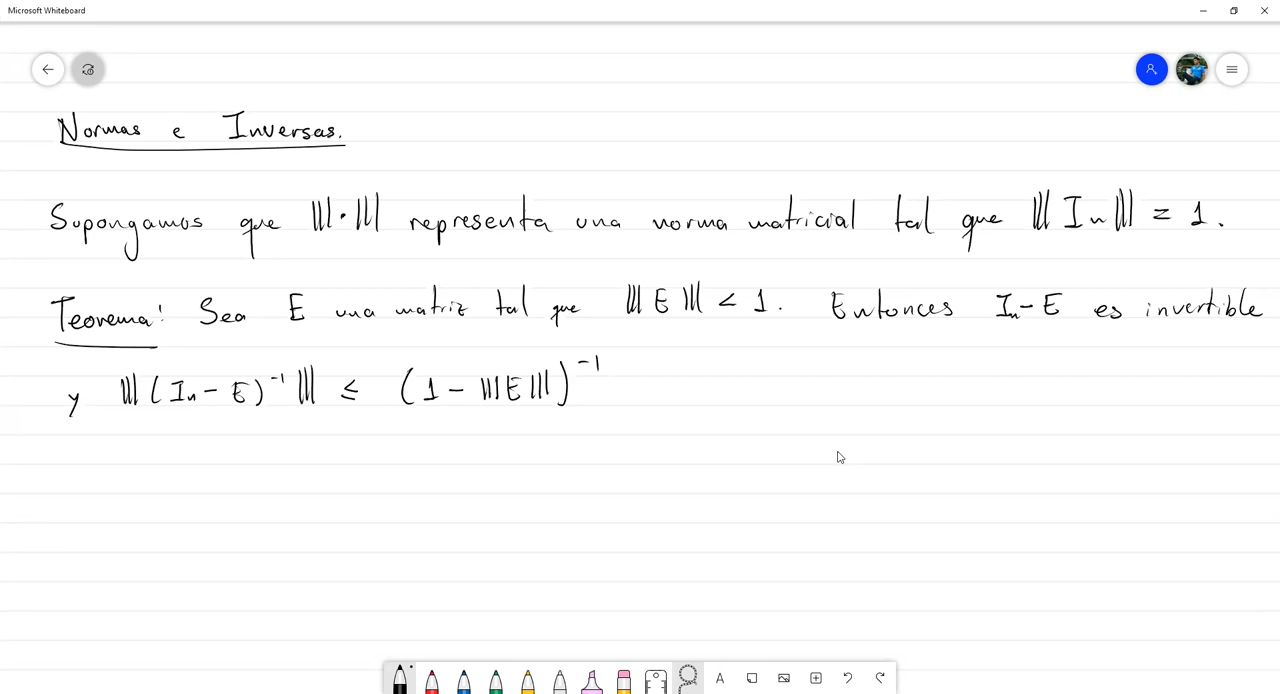 Microsoft Whiteboard
Normas e Inversas.
Supongamos que |||·||| representa una norma matricial tal que ||| In ||| = 1.
Teorema: Sea E una matriz tal que ||| E ||| < 1. Entonces In - E es invertible
y ||| (In - E)^-1 ||| ≤ (1 - ||| E |||)^-1
A